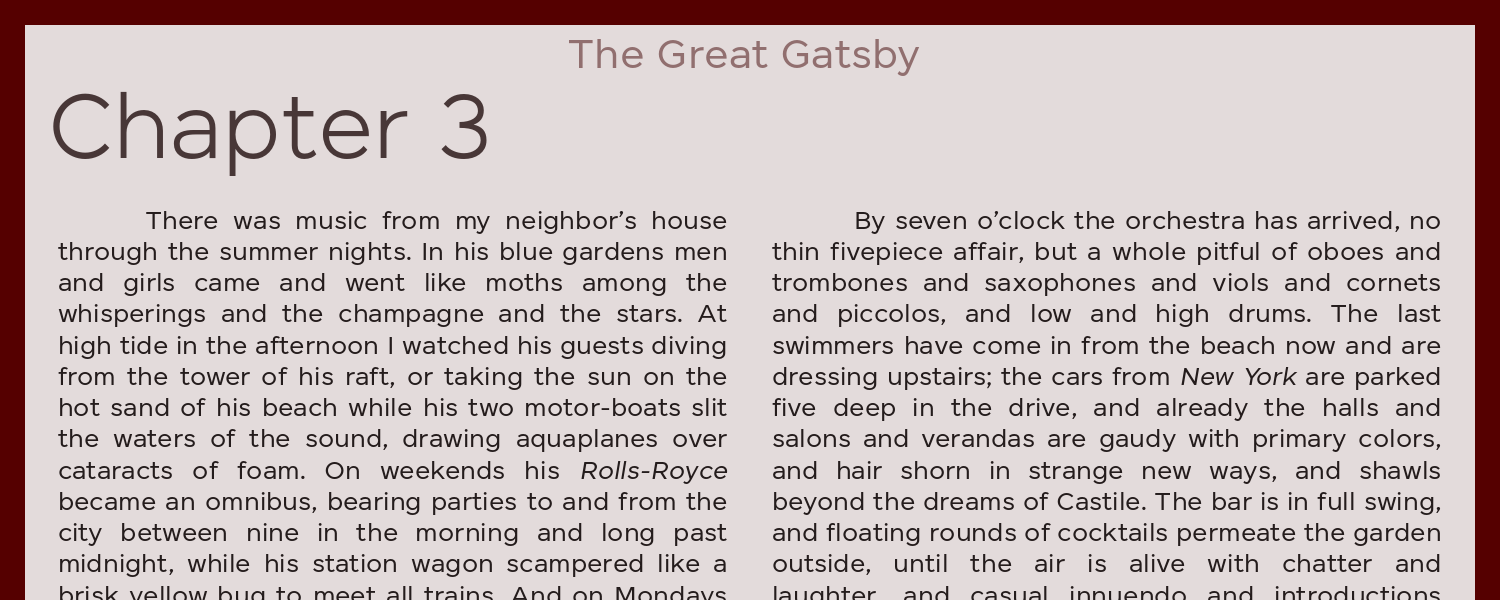 The Great Gatsby
Chapter 3
There was music from my neighbor’s house
through the summer nights. In his blue gardens men
and girls came and went like moths among the
whisperings and the champagne and the stars. At
high tide in the afternoon I watched his guests diving
from the tower of his raft, or taking the sun on the
hot sand of his beach while his two motor-boats slit
the waters of the sound, drawing aquaplanes over
cataracts of foam. On weekends his Rolls-Royce
became an omnibus, bearing parties to and from the
city between nine in the morning and long past
midnight, while his station wagon scampered like a
brisk yellow bug to meet all trains. And on Mondays
By seven o’clock the orchestra has arrived, no
thin fivepiece affair, but a whole pitful of oboes and
trombones and saxophones and viols and cornets
and piccolos, and low and high drums. The last
swimmers have come in from the beach now and are
dressing upstairs; the cars from New York are parked
five deep in the drive, and already the halls and
salons and verandas are gaudy with primary colors,
and hair shorn in strange new ways, and shawls
beyond the dreams of Castile. The bar is in full swing,
and floating rounds of cocktails permeate the garden
outside, until the air is alive with chatter and
laughter, and casual innuendo and introductions